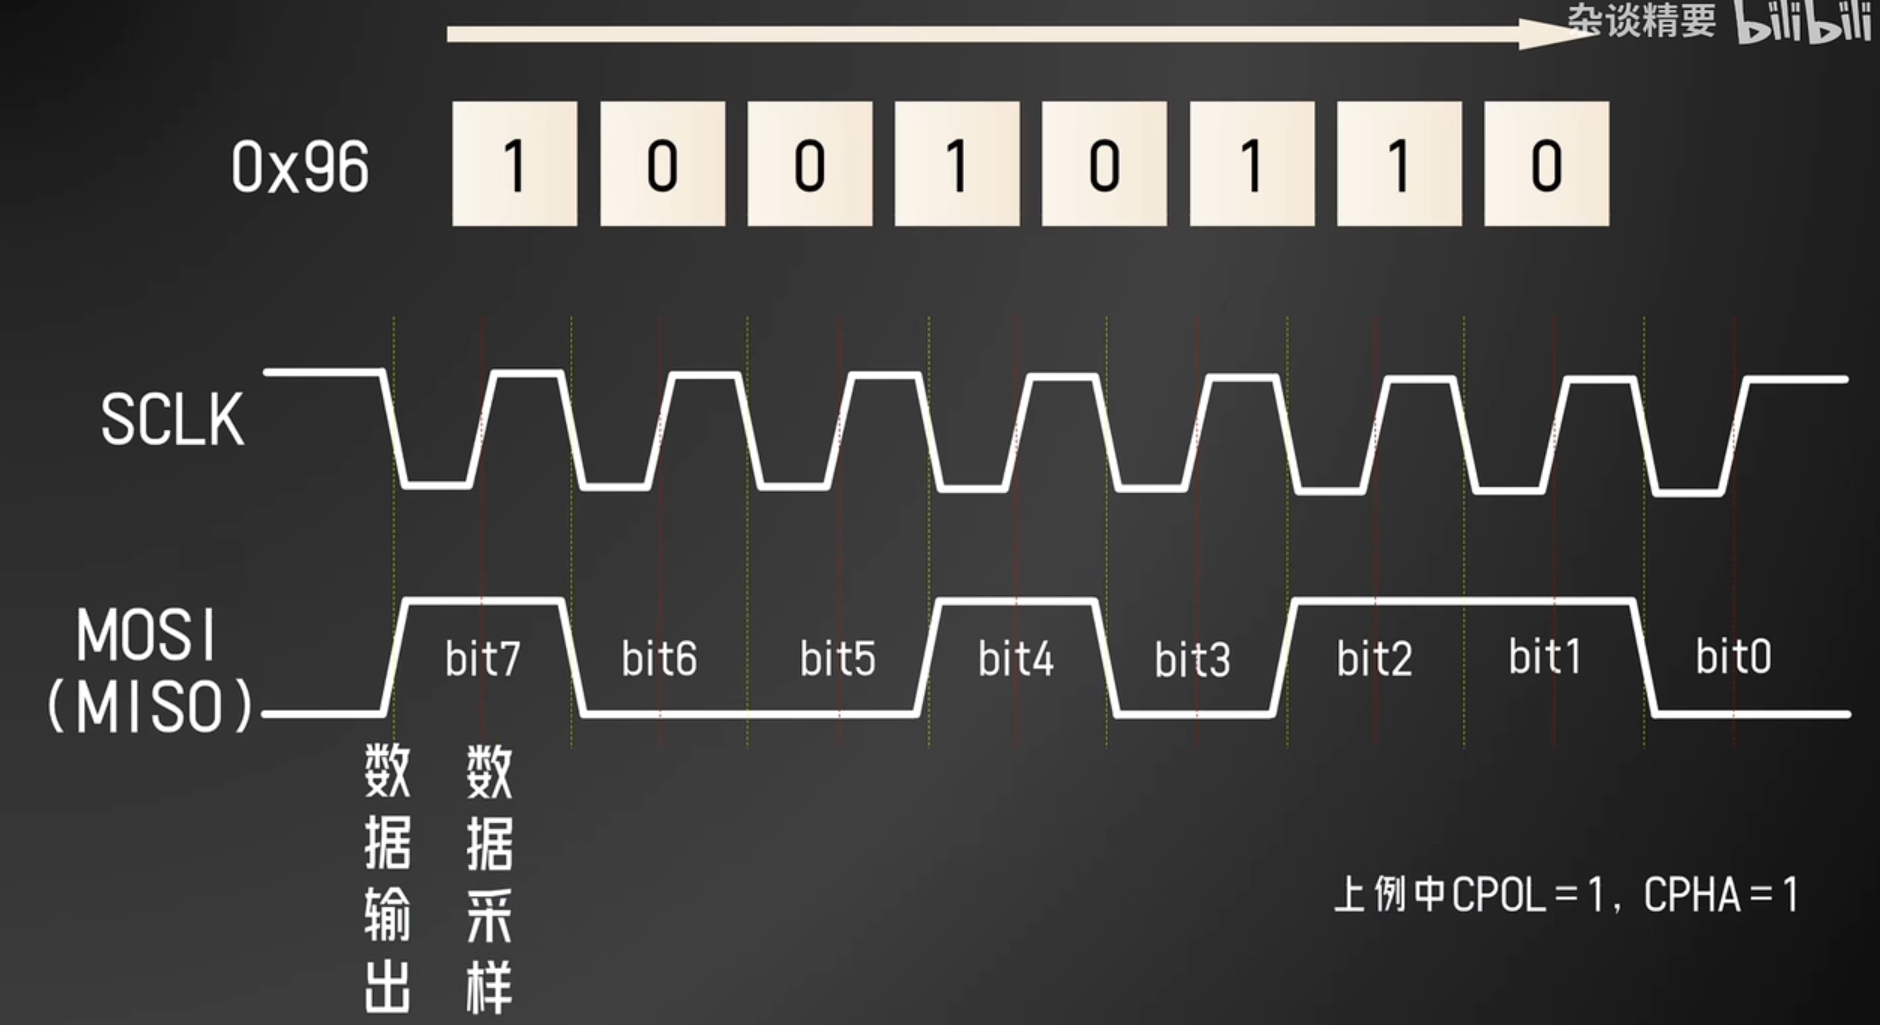 杂谈精要 bilibili
0x96 1 0 0 1 0 1 1 0
SCLK
MOSI
(MISO)
bit7 bit6 bit5 bit4 bit3 bit2 bit1 bit0
数据输出
数据采样
上例中CPOL=1, CPHA=1